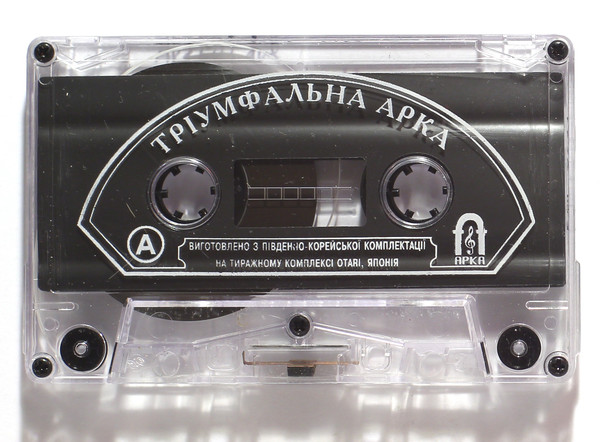 ТРІУМФАЛЬНА АРКА
A
ВИГОТОВЛЕНО З ПІВДЕННО-КОРЕЙСЬКОЇ КОМПЛЕКТАЦІЇ
НА ТИРАЖНОМУ КОМПЛЕКСІ OTARI, ЯПОНІЯ
АРКА